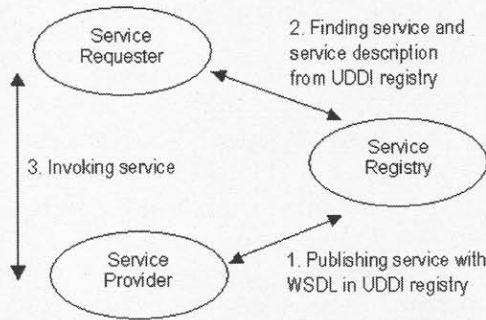 Service
Requester
2. Finding service and
service description
from UDDI registry
Service
Registry
3. Invoking service
Service
Provider
1. Publishing service with
WSDL in UDDI registry